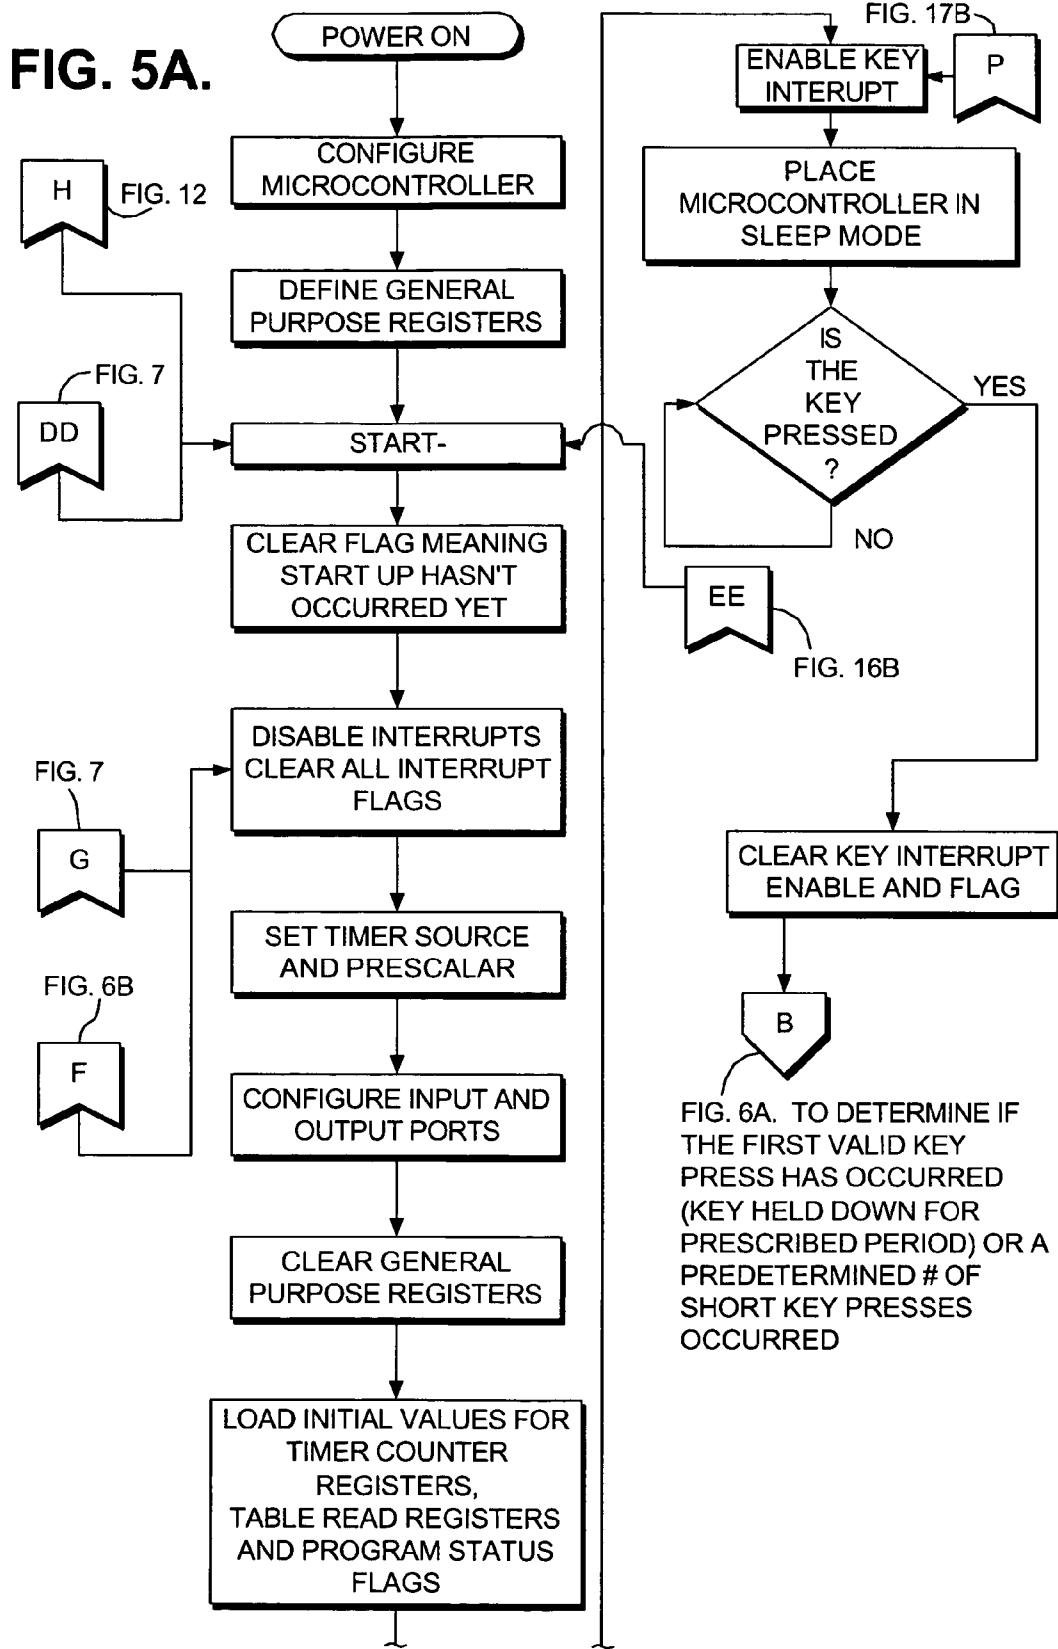 FIG. 5A.
POWER ON
CONFIGURE
MICROCONTROLLER
H
FIG. 12
DEFINE GENERAL
PURPOSE REGISTERS
FIG. 7
DD
START-
CLEAR FLAG MEANING
START UP HASN'T
OCCURRED YET
DISABLE INTERRUPTS
CLEAR ALL INTERRUPT
FLAGS
FIG. 7
G
SET TIMER SOURCE
AND PRESCALAR
FIG. 6B
F
CONFIGURE INPUT AND
OUTPUT PORTS
CLEAR GENERAL
PURPOSE REGISTERS
LOAD INITIAL VALUES FOR
TIMER COUNTER
REGISTERS,
TABLE READ REGISTERS
AND PROGRAM STATUS
FLAGS
FIG. 17B
P
ENABLE KEY
INTERUPT
PLACE
MICROCONTROLLER IN
SLEEP MODE
IS
THE
KEY
PRESSED
?
YES
NO
EE
FIG. 16B
CLEAR KEY INTERRUPT
ENABLE AND FLAG
B
FIG. 6A. TO DETERMINE IF
THE FIRST VALID KEY
PRESS HAS OCCURRED
(KEY HELD DOWN FOR
PRESCRIBED PERIOD) OR A
PREDETERMINED # OF
SHORT KEY PRESSES
OCCURRED